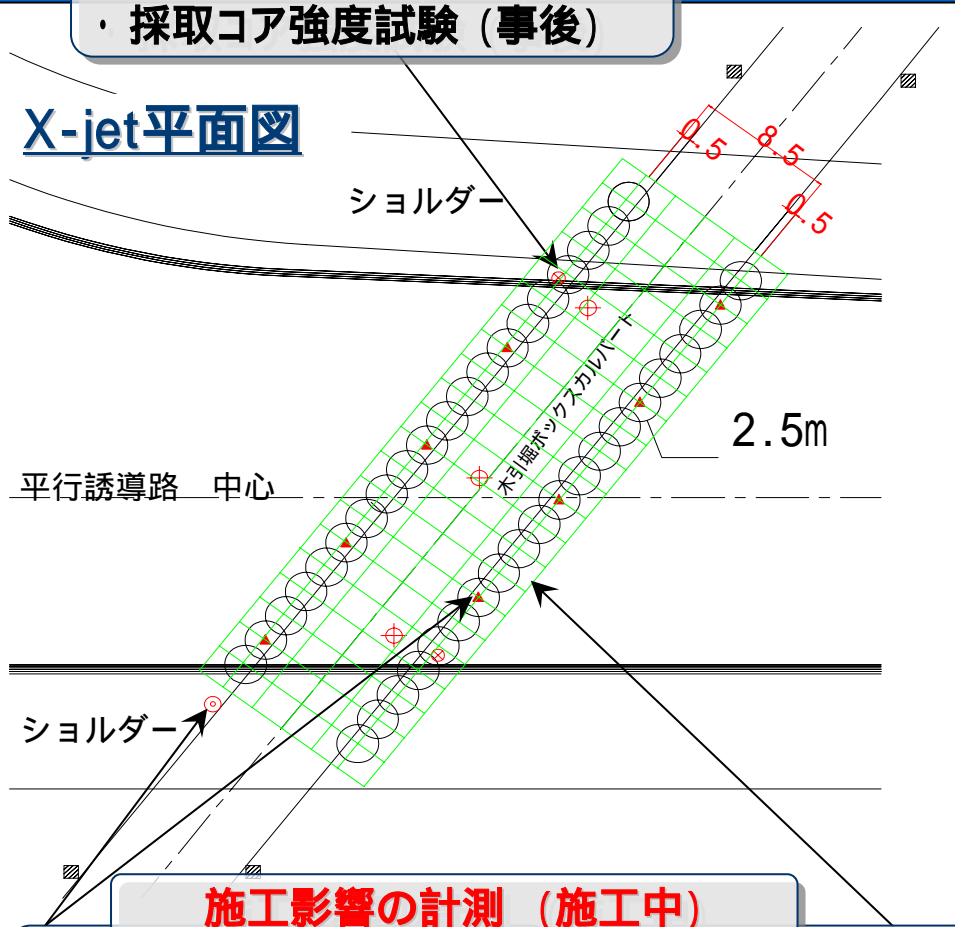 ・採取コア強度試験（事後）
X-jet平面図
0.5
8.5
0.5
ショルダー
木引堀ボックスカルバート
2.5m
平行誘導路　中心
ショルダー
施工影響の計測　（施工中）